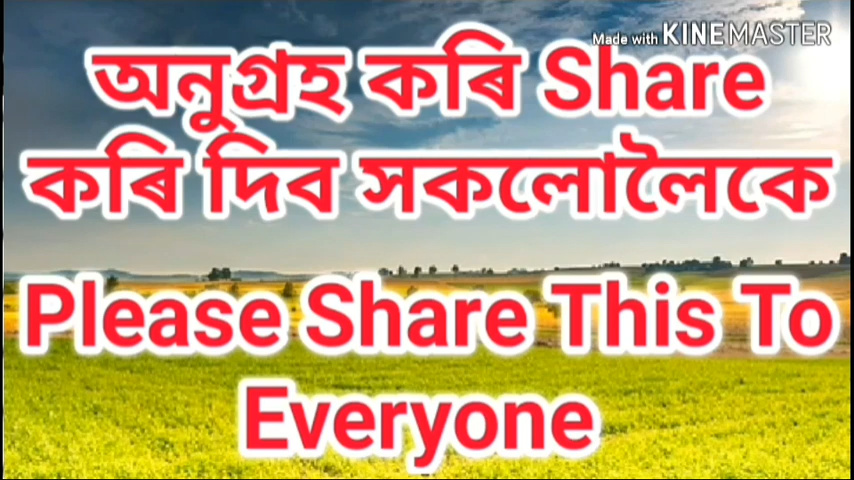 Made with KINEMASTER
অনুগ্ৰহ কৰি Share
কৰি দিব সকলোলৈকে
Please Share This To
Everyone